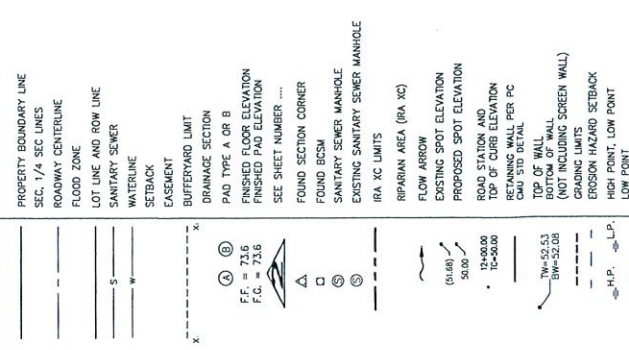 PROPERTY BOUNDARY LINE
SEC, 1/4 SEC LINES
ROADWAY CENTERLINE
FLOOD ZONE
LOT LINE AND ROW LINE
S SANITARY SEWER
W WATERLINE
SETBACK
EASEMENT
BUFFERYARD LIMIT
X. X. DRAINAGE SECTION
A B PAD TYPE A OR B
F.F. = 73.6 FINISHED FLOOR ELEVATION
F.G. = 73.6 FINISHED PAD ELEVATION
SEE SHEET NUMBER ....
FOUND SECTION CORNER
FOUND BCSM
S SANITARY SEWER MANHOLE
S EXISTING SANITARY SEWER MANHOLE
IRA XC LIMITS
RIPARIAN AREA (IRA XC)
FLOW ARROW
(51.68) EXISTING SPOT ELEVATION
50.00 PROPOSED SPOT ELEVATION
12+00.00 ROAD STATION AND
TC=50.00 TOP OF CURB ELEVATION
RETAINING WALL PER PC
CMU STD DETAIL
TW=52.53 TOP OF WALL
BW=52.08 BOTTOM OF WALL
(NOT INCLUDING SCREEN WALL)
GRADING LIMITS
EROSION HAZARD SETBACK
H.P. L.P. HIGH POINT, LOW POINT
LOW POINT